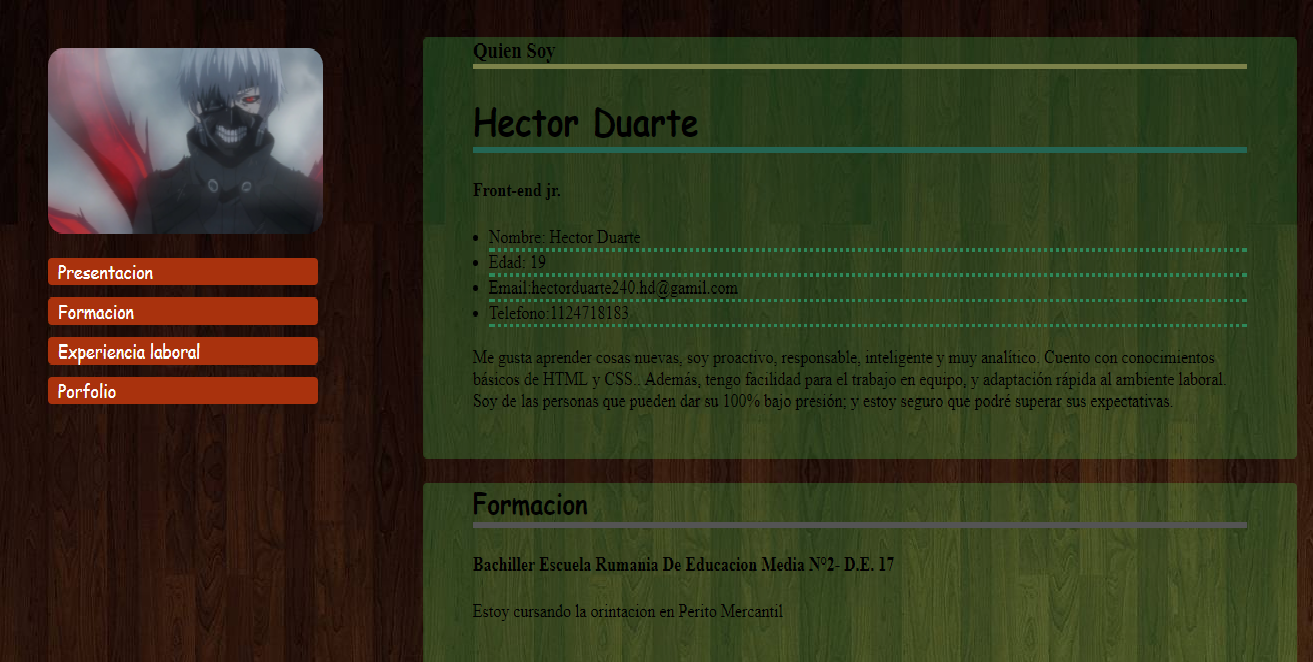 Presentacion
Formacion
Experiencia laboral
Porfolio
Quien Soy
Hector Duarte
Front-end jr.
Nombre: Hector Duarte
Edad: 19
Email:hectorduarte240.hd@gamil.com
Telefono:1124718183
Me gusta aprender cosas nuevas, soy proactivo, responsable, inteligente y muy analítico. Cuento con conocimientos
básicos de HTML y CSS.. Además, tengo facilidad para el trabajo en equipo, y adaptación rápida al ambiente laboral.
Soy de las personas que pueden dar su 100% bajo presión; y estoy seguro que podré superar sus expectativas.
Formacion
Bachiller Escuela Rumania De Educacion Media N°2- D.E. 17
Estoy cursando la orintacion en Perito Mercantil